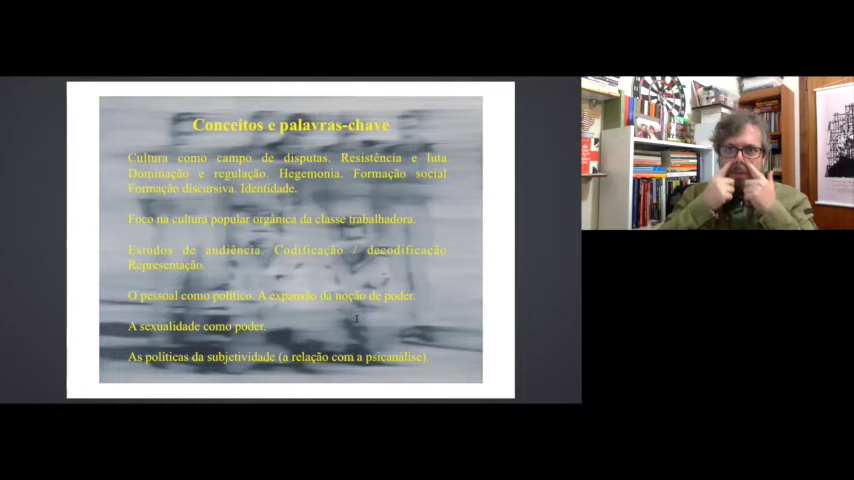 Conceitos e palavras-chave
Cultura como campo de disputas. Resistência e luta
Dominação e regulação. Hegemonia. Formação social
Formação discursiva. Identidade.
Foco na cultura popular orgânica da classe trabalhadora.
Estudos de audiência. Codificação / decodificação
Representação.
O pessoal como político. A expansão da noção de poder.
A sexualidade como poder.
As políticas da subjetividade (a relação com a psicanálise).